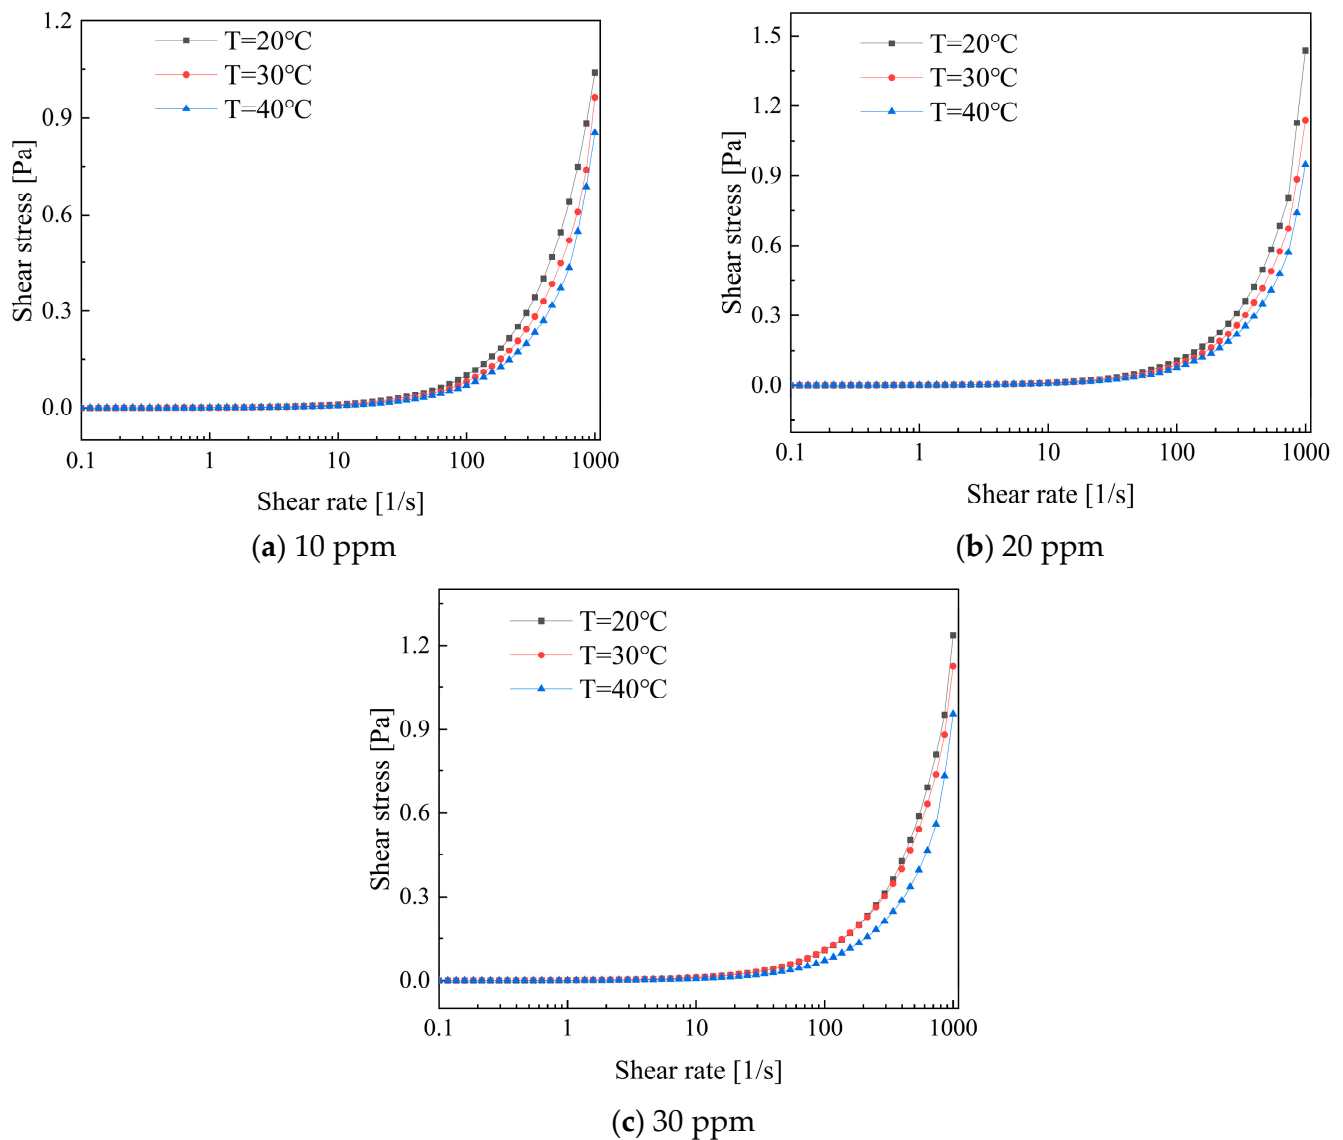 1.2
0.9
0.6
0.3
0.0
Shear stress [Pa]
T=20℃
T=30℃
T=40℃
0.1 1 10 100 1000
Shear rate [1/s]
(a) 10 ppm
1.5
1.2
0.9
0.6
0.3
0.0
Shear stress [Pa]
T=20℃
T=30℃
T=40℃
0.1 1 10 100 1000
Shear rate [1/s]
(b) 20 ppm
1.2
0.9
0.6
0.3
0.0
Shear stress [Pa]
T=20℃
T=30℃
T=40℃
0.1 1 10 100 1000
Shear rate [1/s]
(c) 30 ppm